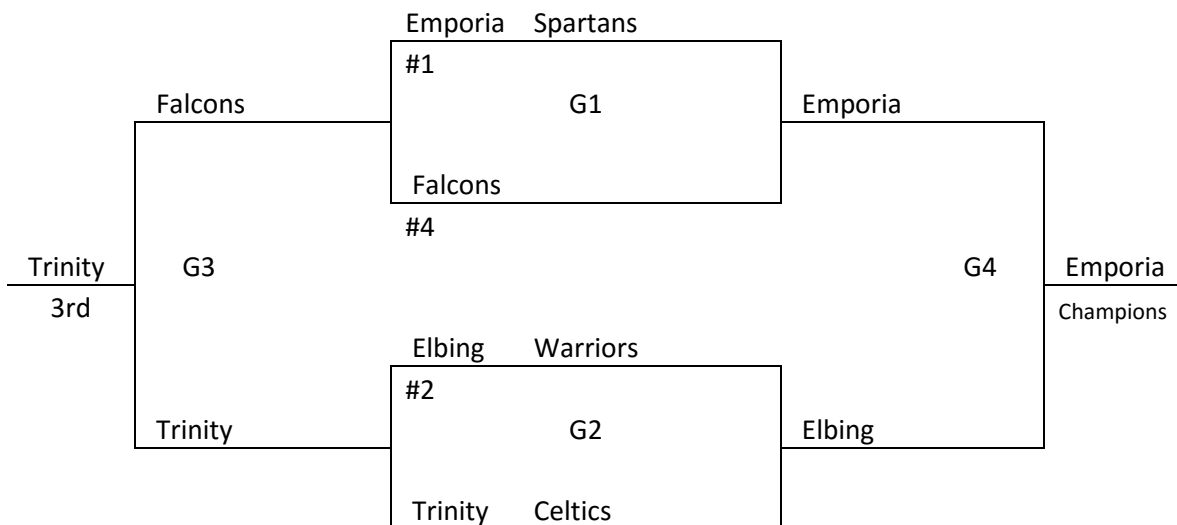 Emporia Spartans
#1
Falcons G1 Emporia
Falcons
#4
Trinity G3 G4 Emporia
3rd Champions
Elbing Warriors
#2
Trinity G2 Elbing
Trinity Celtics